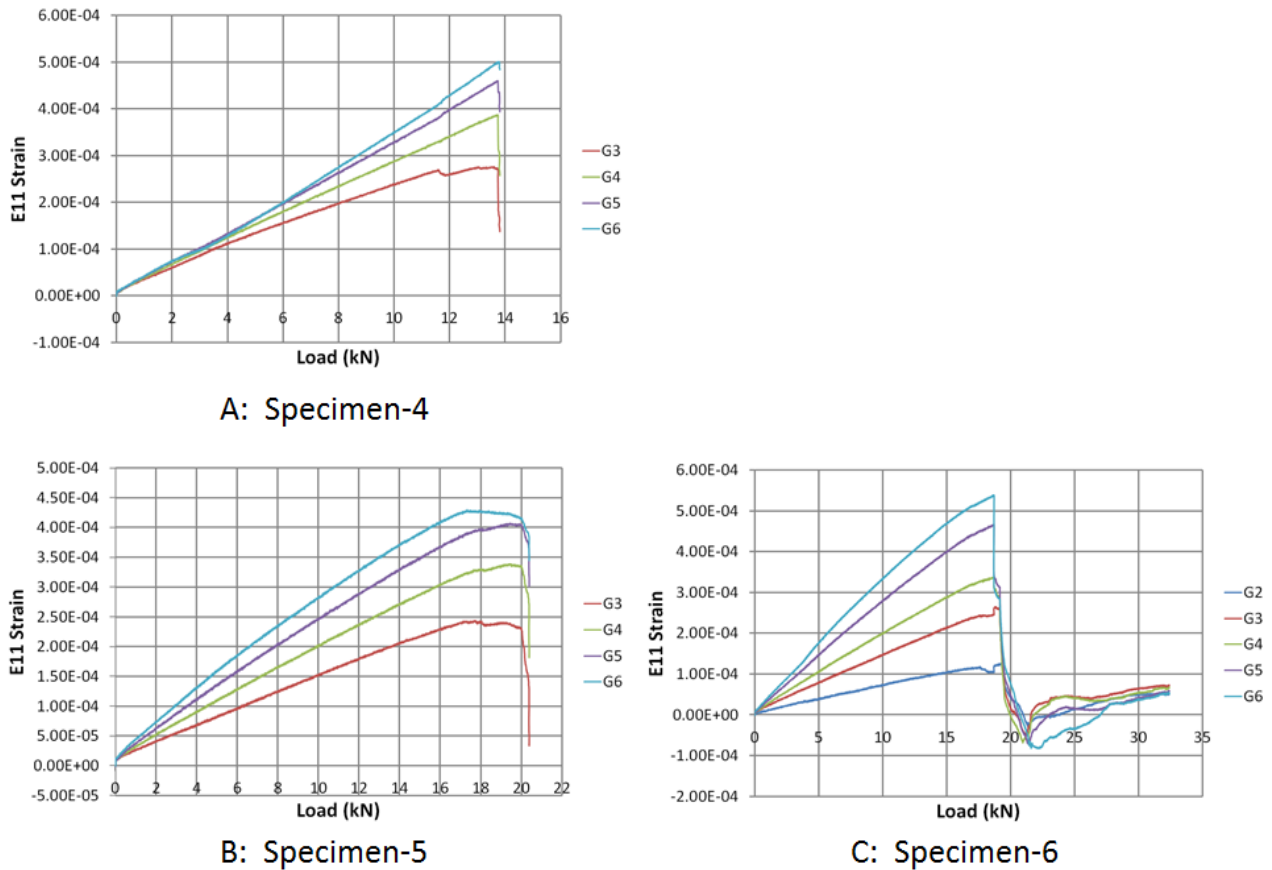 6.00E-04
5.00E-04
4.00E-04
3.00E-04
2.00E-04
1.00E-04
0.00E+00
-1.00E-04
E11 Strain
0 2 4 6 8 10 12 14 16
Load (kN)
G3
G4
G5
G6
A: Specimen-4
5.00E-04
4.50E-04
4.00E-04
3.50E-04
3.00E-04
2.50E-04
2.00E-04
1.50E-04
1.00E-04
5.00E-05
0.00E+00
-5.00E-05
E11 Strain
0 2 4 6 8 10 12 14 16 18 20 22
Load (kN)
G3
G4
G5
G6
B: Specimen-5
6.00E-04
5.00E-04
4.00E-04
3.00E-04
2.00E-04
1.00E-04
0.00E+00
-1.00E-04
-2.00E-04
E11 Strain
0 5 10 15 20 25 30 35
Load (kN)
G2
G3
G4
G5
G6
C: Specimen-6